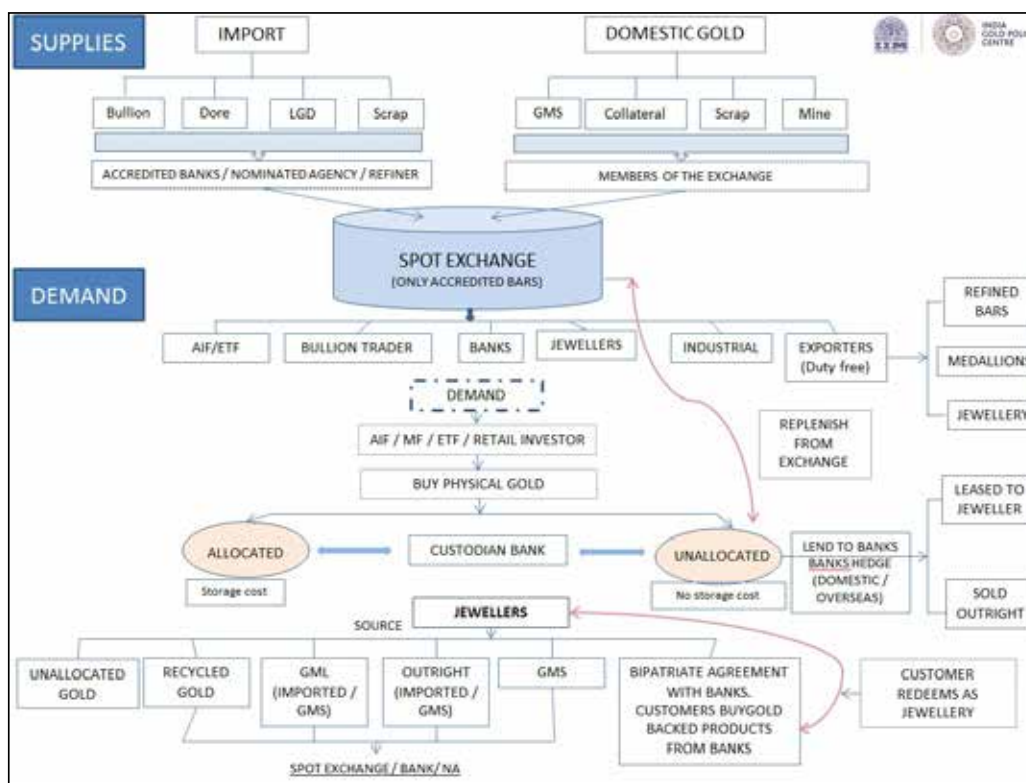 SUPPLIES
IMPORT
DOMESTIC GOLD
IIM
INDIA
GOLD POLICY
CENTRE
Bullion
Dore
LGD
Scrap
GMS
Collateral
Scrap
Mine
ACCREDITED BANKS / NOMINATED AGENCY / REFINER
MEMBERS OF THE EXCHANGE
SPOT EXCHANGE
(ONLY ACCREDITED BARS)
DEMAND
AIF/ETF
BULLION TRADER
BANKS
JEWELLERS
INDUSTRIAL
EXPORTERS
(Duty free)
REFINED
BARS
MEDALLIONS
JEWELLERY
DEMAND
AIF / MF / ETF / RETAIL INVESTOR
BUY PHYSICAL GOLD
REPLENISH
FROM
EXCHANGE
ALLOCATED
CUSTODIAN BANK
UNALLOCATED
LEND TO BANKS
BANKS HEDGE
(DOMESTIC /
OVERSEAS)
LEASED TO
JEWELLER
SOLD
OUTRIGHT
Storage cost
No storage cost
SOURCE
JEWELLERS
UNALLOCATED
GOLD
RECYCLED
GOLD
GML
(IMPORTED /
GMS)
OUTRIGHT
(IMPORTED /
GMS)
GMS
BIPATRIATE AGREEMENT
WITH BANKS.
CUSTOMERS BUYGOLD
BACKED PRODUCTS
FROM BANKS
CUSTOMER
REDEEMS AS
JEWELLERY
SPOT EXCHANGE/ BANK/ NA